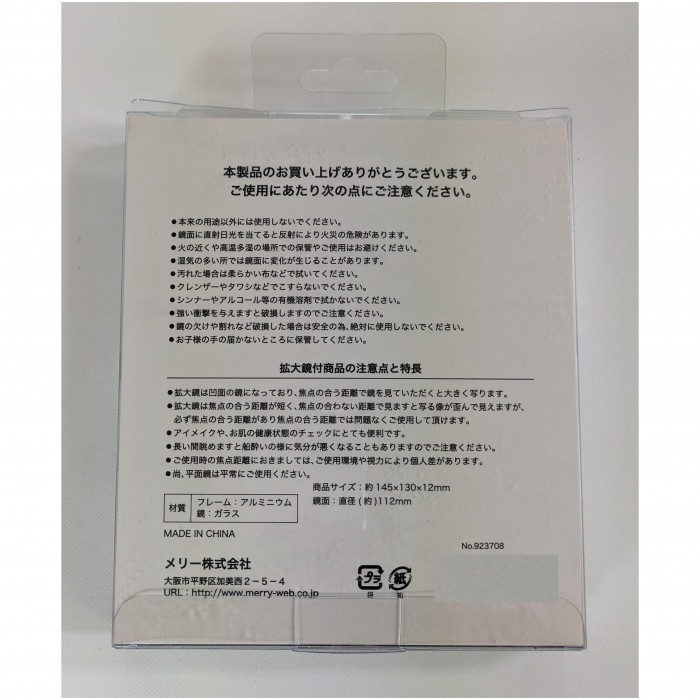 本製品のお買い上げありがとうございます。
ご使用にあたり次の点にご注意ください。
●本来の用途以外には使用しないでください。
●鏡面に直射日光を当てると反射により火災の危険があります。
●火の近くや高温多湿の場所での保管やご使用はお避けください。
●湿気の多い所では鏡面に変化が生じることがあります。
●汚れた場合は柔らかい布などで拭いてください。
●クレンザーやタワシなどでこすらないでください。
●シンナーやアルコール等の有機溶剤で拭かないでください。
●強い衝撃を与えますと破損しますのでご注意ください。
●鏡の欠けや割れなど破損した場合は安全の為、絶対に使用しないでください。
●お子様の手の届かないところに保管してください。
拡大鏡付商品の注意点と特長
●拡大鏡は凹面の鏡になっており、焦点の合う距離で鏡を見ていただくと大きく写ります。
●拡大鏡は焦点の合う距離が短く、焦点の合わない距離で見ますと写る像が歪んで見えますが、
必ず焦点の合う距離があり焦点の合う距離では問題なくご使用して頂けます。
●アイメイクや、お肌の健康状態のチェックにとても便利です。
●長い間眺めますと船酔いの様に気分が悪くなることもありますのでご注意ください。
●ご使用時の焦点距離におきましては、ご使用環境や視力により個人差があります。
●尚、平面鏡は平常にご使用ください。
商品サイズ：約 145×130×12mm
鏡面：直径 ( 約 )112mm
材質 フレーム：アルミニウム
鏡：ガラス
MADE IN CHINA
No.923708
メリー株式会社
大阪市平野区加美西２－５－４
URL：http://www.merry-web.co.jp/
プラ 紙
袋